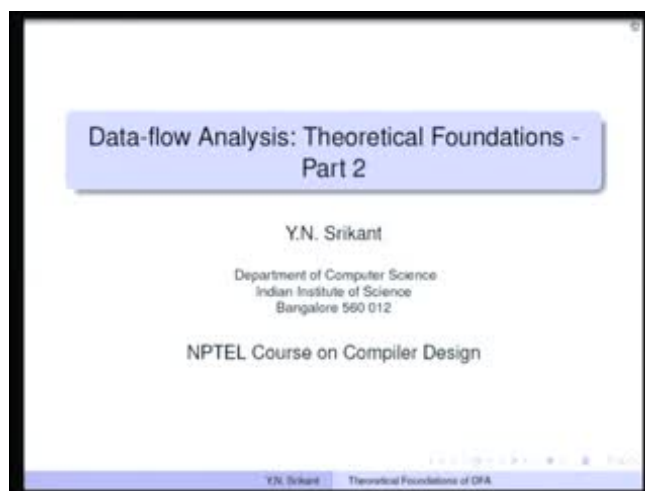 Data-flow Analysis: Theoretical Foundations -
Part 2
Y.N. Srikant
Department of Computer Science
Indian Institute of Science
Bangalore 560 012
NPTEL Course on Compiler Design
Y.N. Srikant Theoretical Foundations of DFA